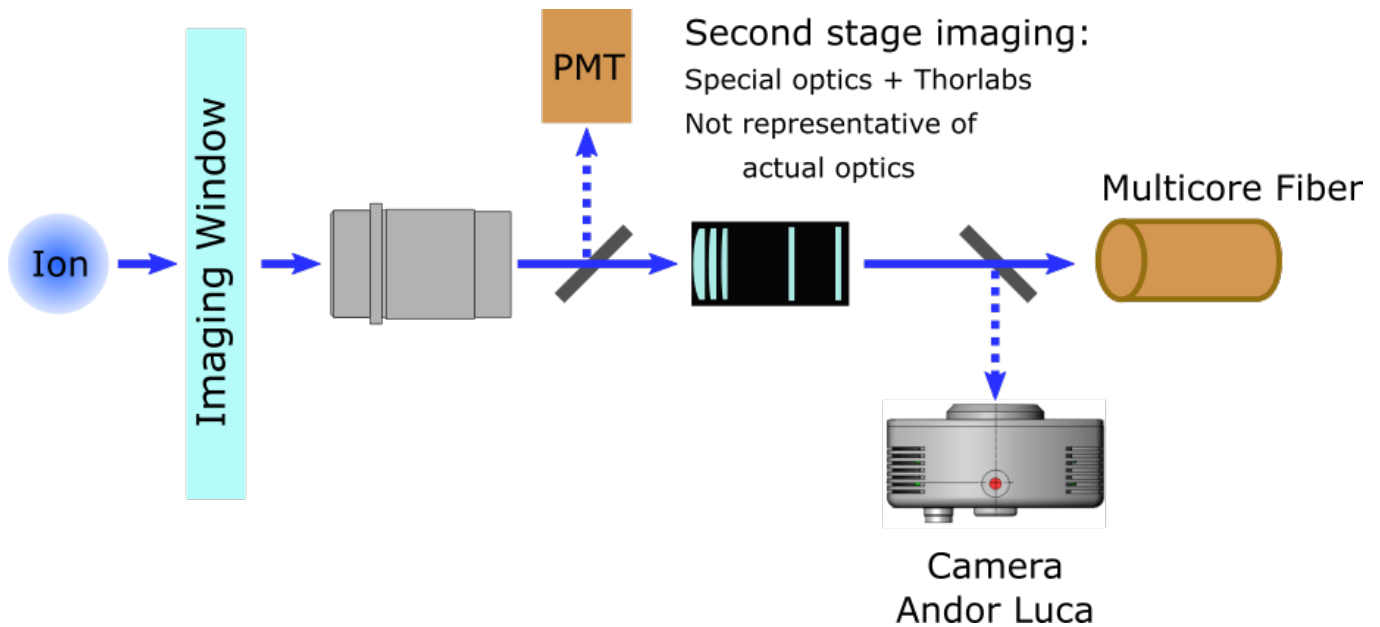 PMT
Second stage imaging:
Special optics + Thorlabs
Not representative of
actual optics
Ion
Imaging Window
Multicore Fiber
Camera
Andor Luca